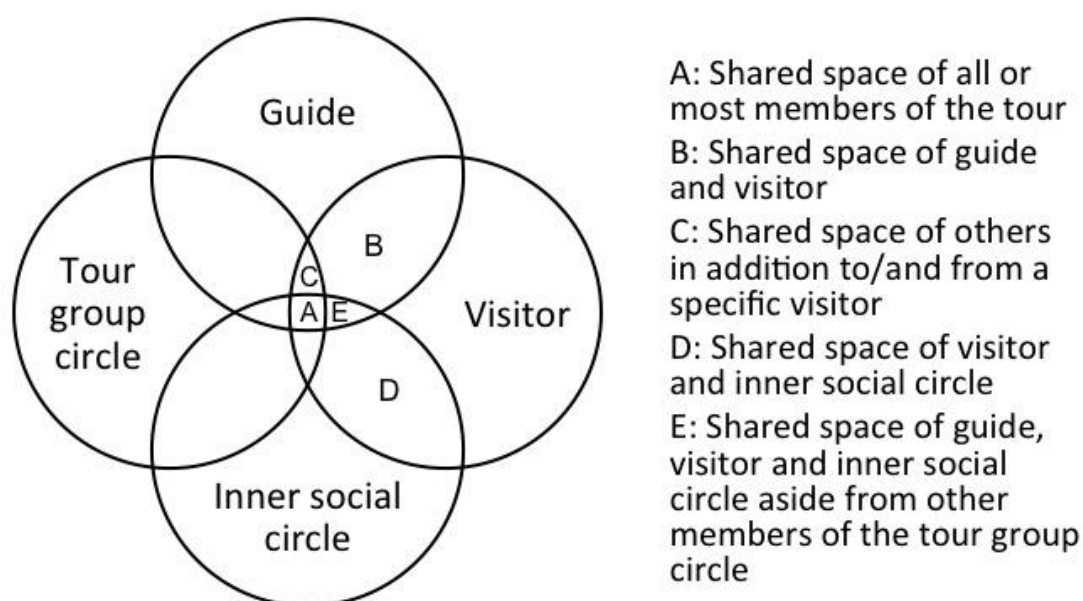 Guide
Tour
group
circle
Visitor
Inner social
circle
B
C
A
E
D
A: Shared space of all or
most members of the tour
B: Shared space of guide
and visitor
C: Shared space of others
in addition to/and from a
specific visitor
D: Shared space of visitor
and inner social circle
E: Shared space of guide,
visitor and inner social
circle aside from other
members of the tour group
circle